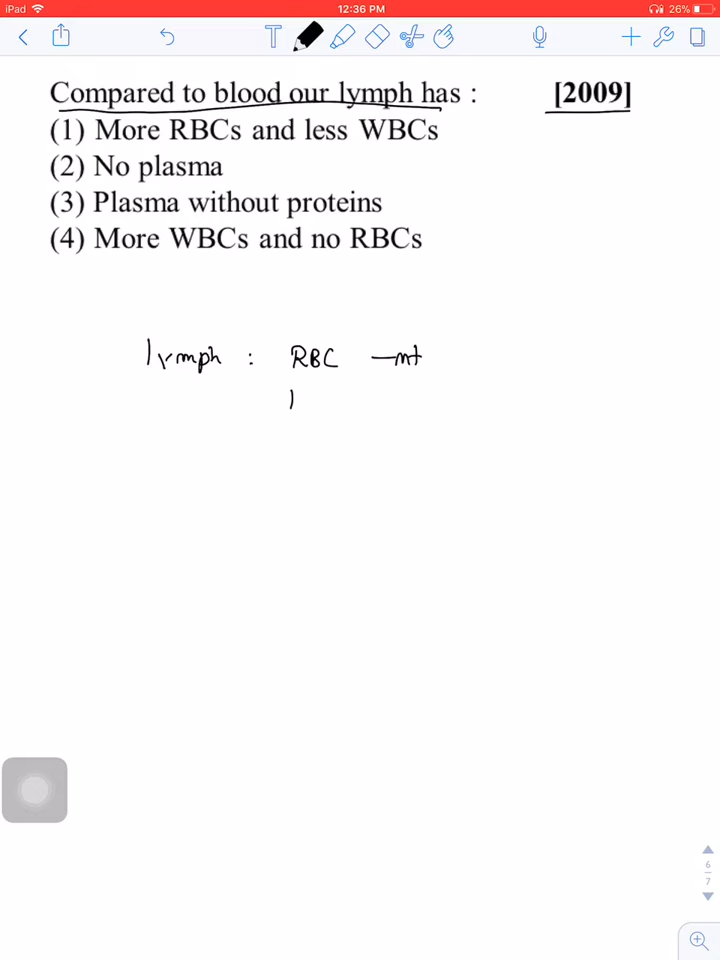 iPad 12:36 PM 26%
T
Compared to blood our lymph has : [2009]
(1) More RBCs and less WBCs
(2) No plasma
(3) Plasma without proteins
(4) More WBCs and no RBCs
lymph : RBC —nt
6
7